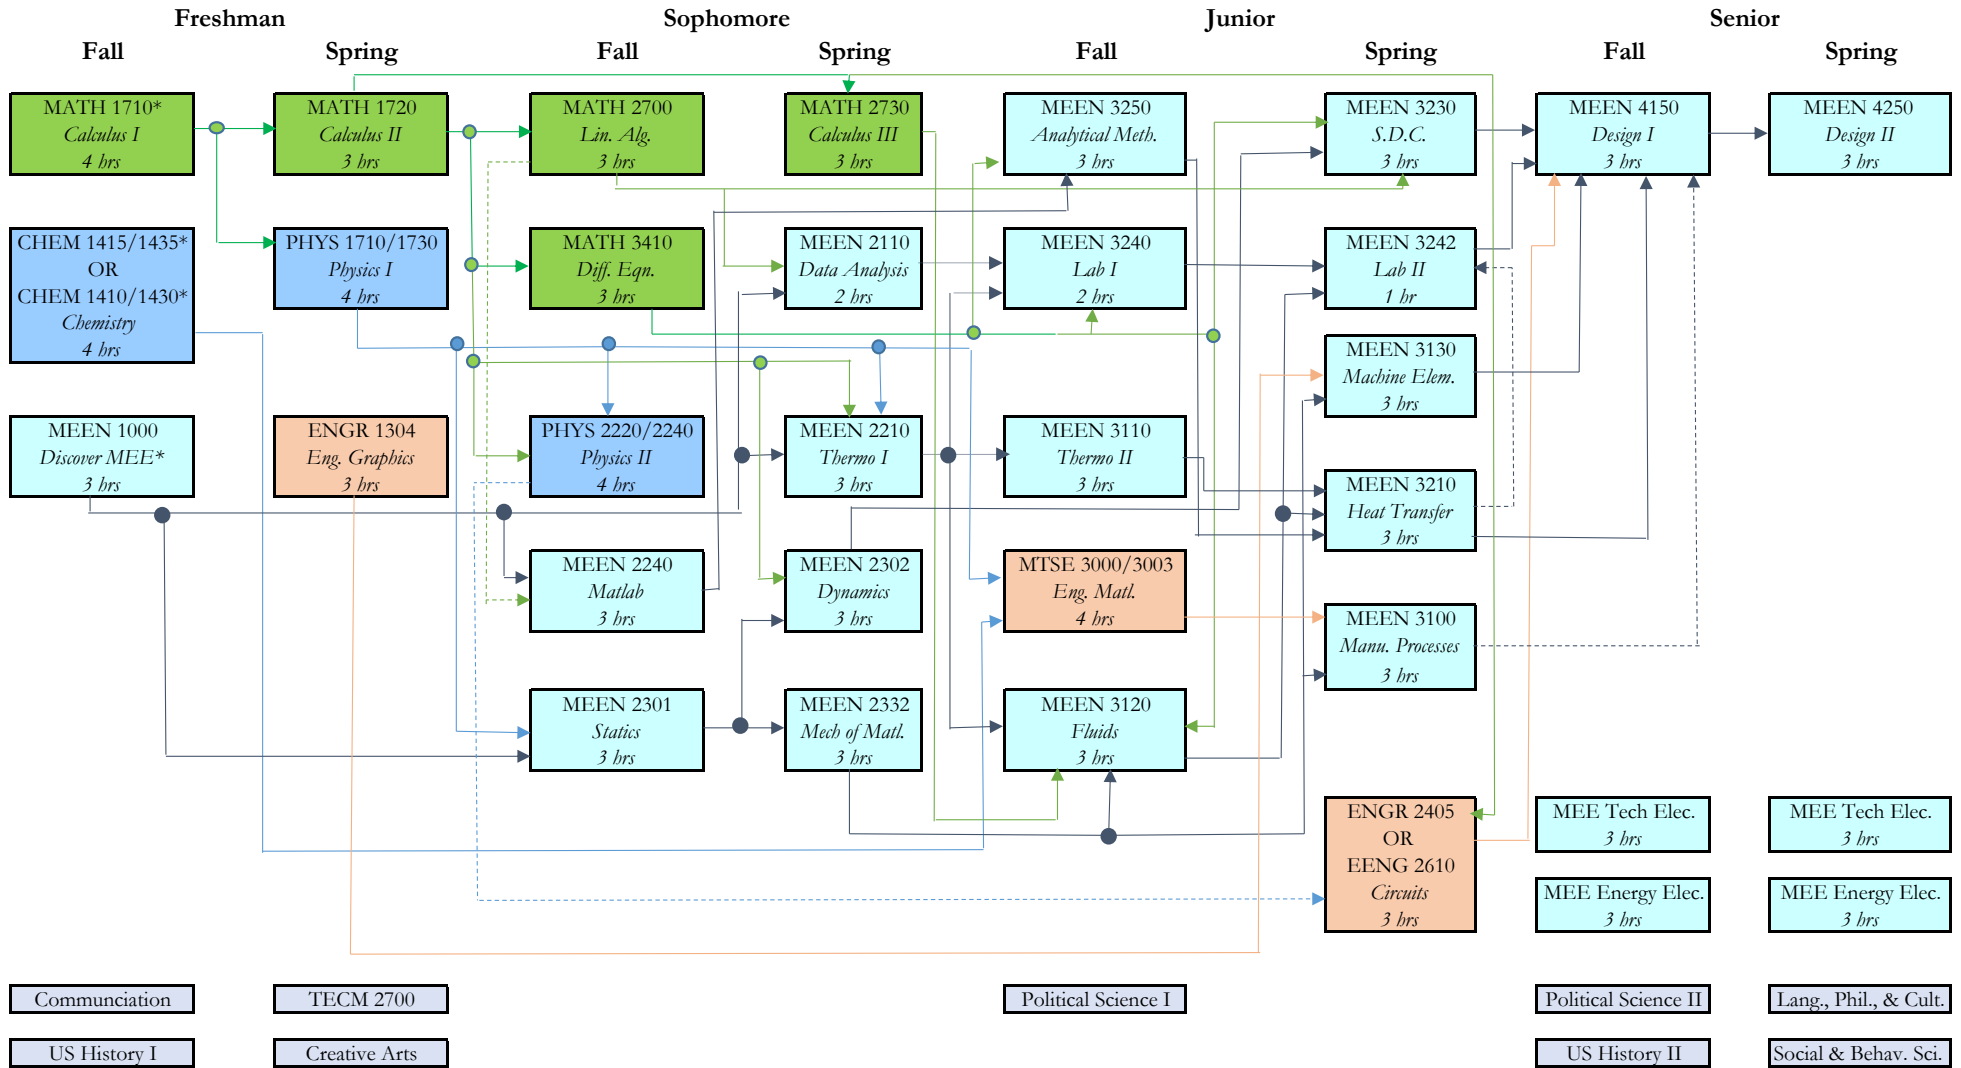 Freshman
Sophomore
Junior
Senior
Fall
Spring
Fall
Spring
Fall
Spring
Fall
Spring
MATH 1710*
Calculus I
4 hrs
MATH 1720
Calculus II
3 hrs
MATH 2700
Lin. Alg.
3 hrs
MATH 2730
Calculus III
3 hrs
MEEN 3250
Analytical Meth.
3 hrs
MEEN 3230
S.D.C.
3 hrs
MEEN 4150
Design I
3 hrs
MEEN 4250
Design II
3 hrs
CHEM 1415/1435*
OR
CHEM 1410/1430*
Chemistry
4 hrs
PHYS 1710/1730
Physics I
4 hrs
MATH 3410
Diff. Eqn.
3 hrs
MEEN 2110
Data Analysis
2 hrs
MEEN 3240
Lab I
2 hrs
MEEN 3242
Lab II
1 hr
MEEN 3130
Machine Elem.
3 hrs
MEEN 1000
Discover MEE*
3 hrs
ENGR 1304
Eng. Graphics
3 hrs
PHYS 2220/2240
Physics II
4 hrs
MEEN 2210
Thermo I
3 hrs
MEEN 3110
Thermo II
3 hrs
MEEN 3210
Heat Transfer
3 hrs
MEEN 2240
Matlab
3 hrs
MEEN 2302
Dynamics
3 hrs
MTSE 3000/3003
Eng. Matl.
4 hrs
MEEN 3100
Manu. Processes
3 hrs
MEEN 2301
Statics
3 hrs
MEEN 2332
Mech of Matl.
3 hrs
MEEN 3120
Fluids
3 hrs
ENGR 2405
OR
EENG 2610
Circuits
3 hrs
MEE Tech Elec.
3 hrs
MEE Tech Elec.
3 hrs
MEE Energy Elec.
3 hrs
MEE Energy Elec.
3 hrs
Communciation
TECM 2700
Political Science I
Political Science II
Lang., Phil., & Cult.
US History I
Creative Arts
US History II
Social & Behav. Sci.